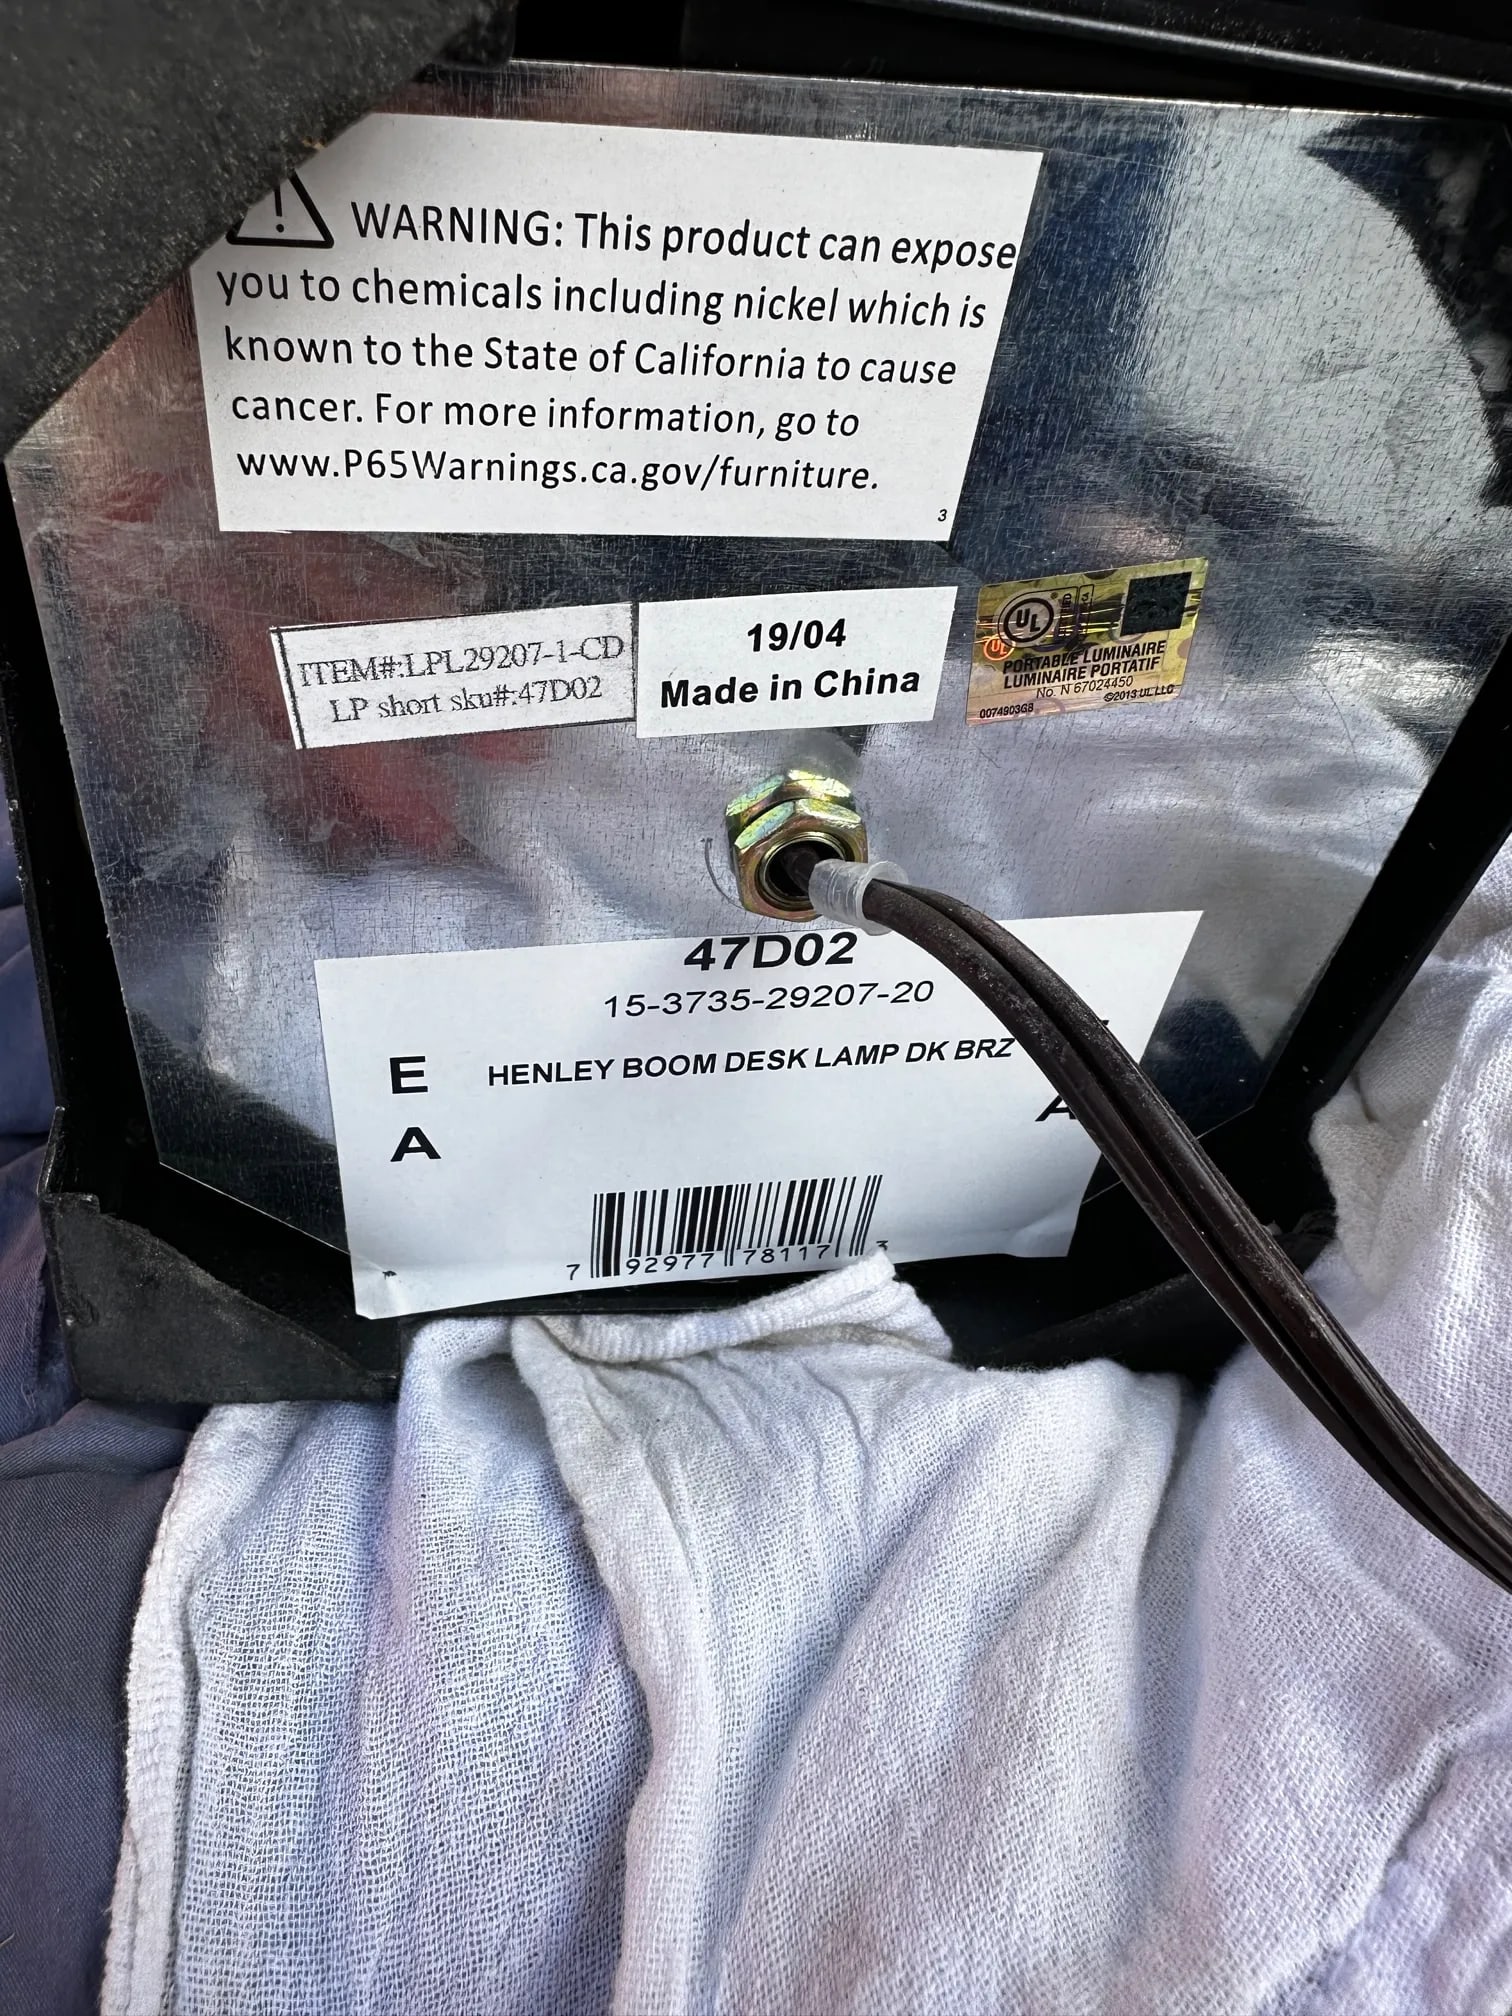 WARNING: This product can expose
you to chemicals including nickel which is
known to the State of California to cause
cancer. For more information, go to
www.P65Warnings.ca.gov/furniture.
3
ITEM#:LPL29207-1-CD
LP short sku#:47D02
19/04
Made in China
UL
UL
PORTABLE LUMINAIRE
LUMINAIRE PORTATIF
No. N 67024450
©2013 UL LLC
0074903G8
47D02
15-3735-29207-20
E HENLEY BOOM DESK LAMP DK BRZ
A A
7 92977 78117 3